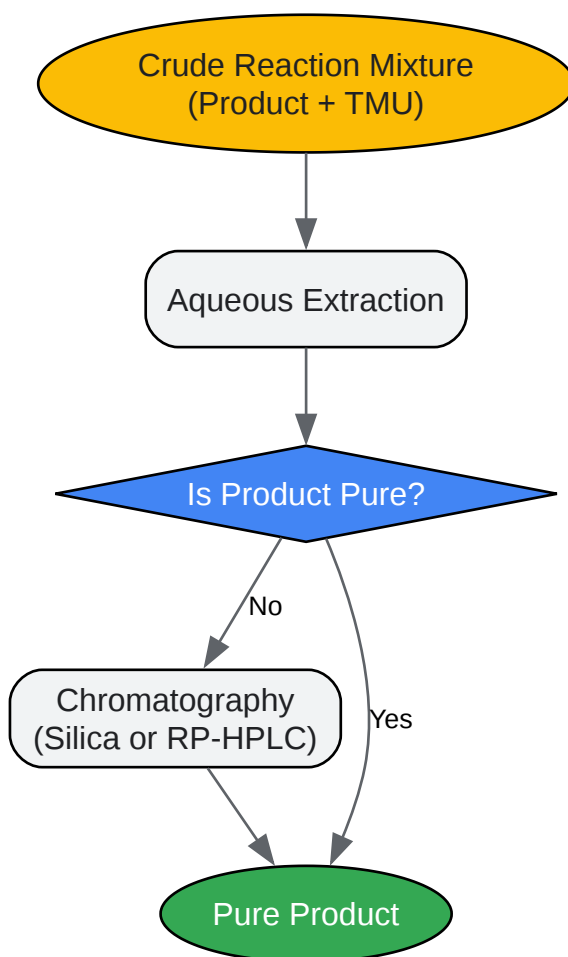 Crude Reaction Mixture
(Product + TMU)
Aqueous Extraction
Is Product Pure?
No
Chromatography
(Silica or RP-HPLC)
Yes
Pure Product